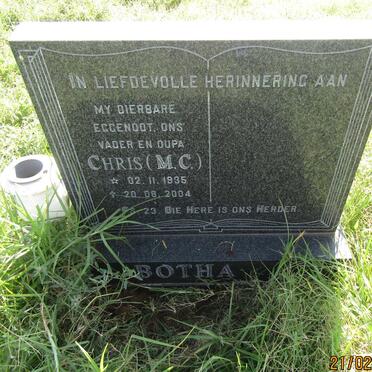 IN LIEFDEVOLLE HERINNERING AAN
MY DIERBARE
EGGENOOT, ONS
VADER EN OUPA
CHRIS (M.C.)
☆ 02.11.1935
✝ 20.08.2004
23. DIE HERE IS ONS HERDER
BOTHA
21/02